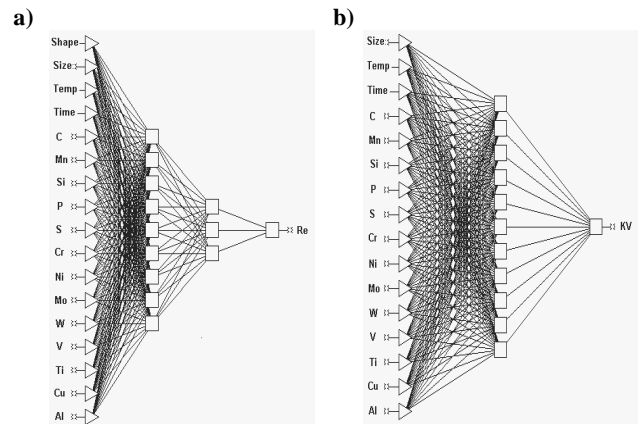 a)
Shape
Size
Temp
Time
C
Mn
Si
P
S
Cr
Ni
Mo
W
V
Ti
Cu
Al
Re
b)
Size
Temp
Time
C
Mn
Si
P
S
Cr
Ni
Mo
W
V
Ti
Cu
Al
KV